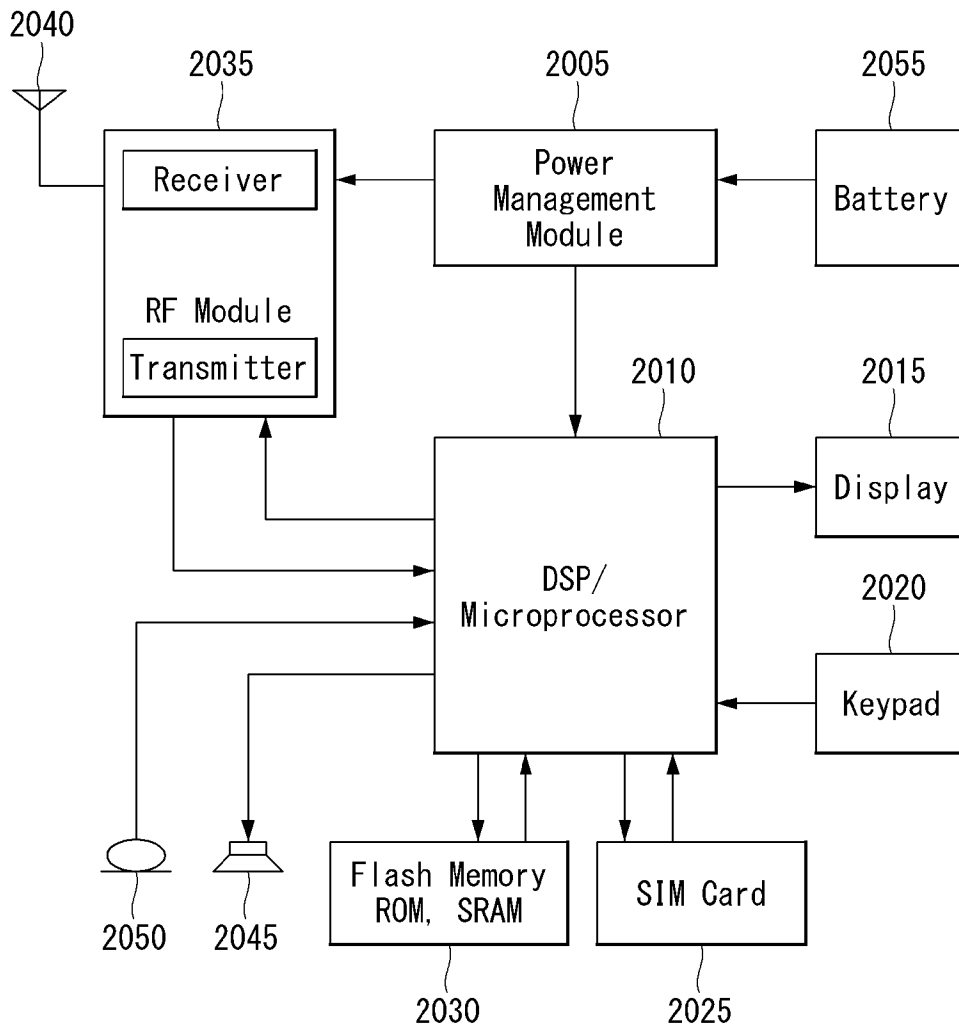 2040
2035
2005
2055
Receiver
RF Module
Transmitter
Power
Management
Module
Battery
2010
2015
Display
DSP/
Microprocessor
2020
Keypad
2050
2045
Flash Memory
ROM, SRAM
SIM Card
2030
2025